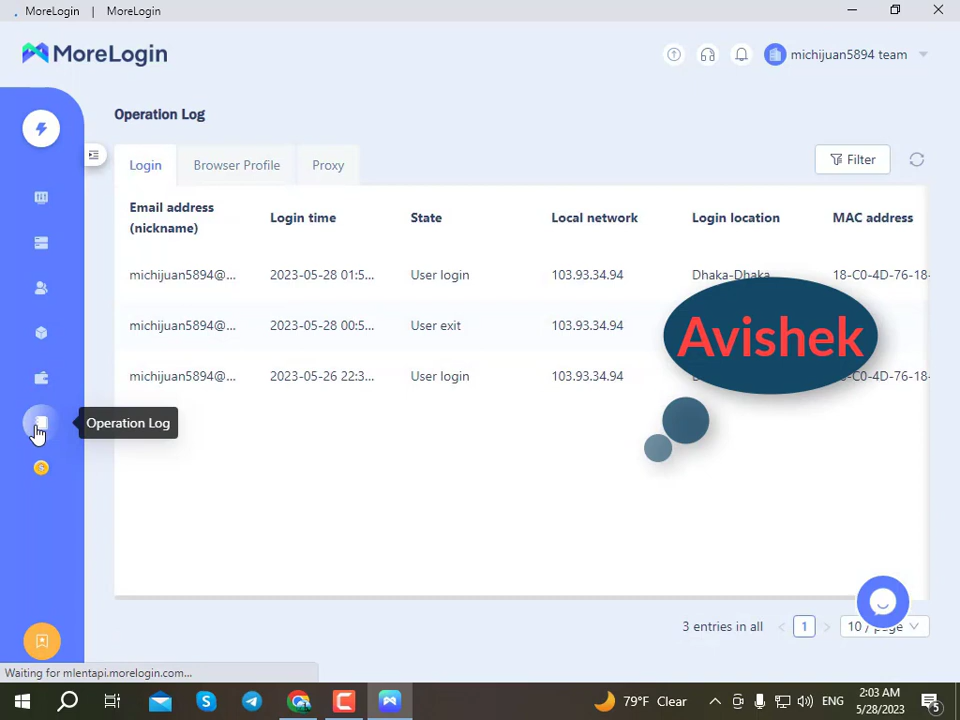 MoreLogin | MoreLogin
MoreLogin
michijuan5894 team
Operation Log
Login Browser Profile Proxy
Filter
Email address (nickname) Login time State Local network Login location MAC address
michijuan5894@... 2023-05-28 01:5... User login 103.93.34.94 Dhaka-Dhaka 18-C0-4D-76-18-
michijuan5894@... 2023-05-28 00:5... User exit 103.93.34.94
michijuan5894@... 2023-05-26 22:3... User login 103.93.34.94 -C0-4D-76-18-
Avishek
Operation Log
3 entries in all 1 10 / page
Waiting for mlentapi.morelogin.com...
79°F Clear ENG 2:03 AM
5/28/2023 5